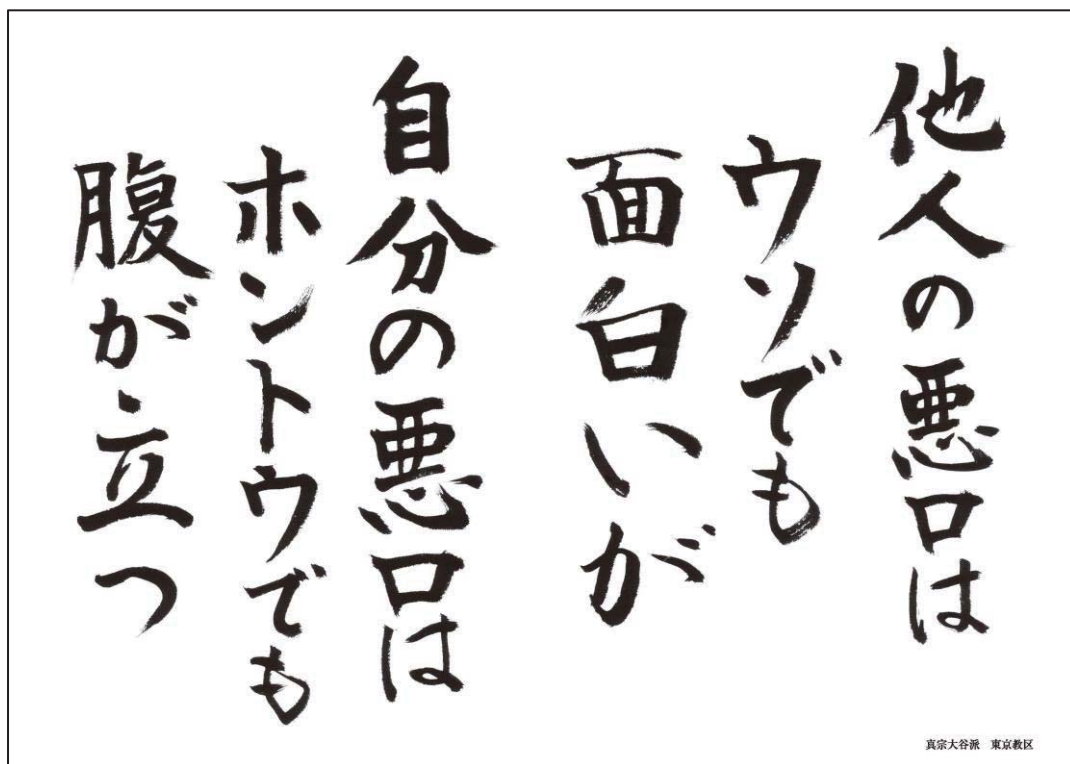 他人の悪口は
ウソでも
面白いが
自分の悪口は
ホントウでも
腹が立つ
真宗大谷派　東京教区